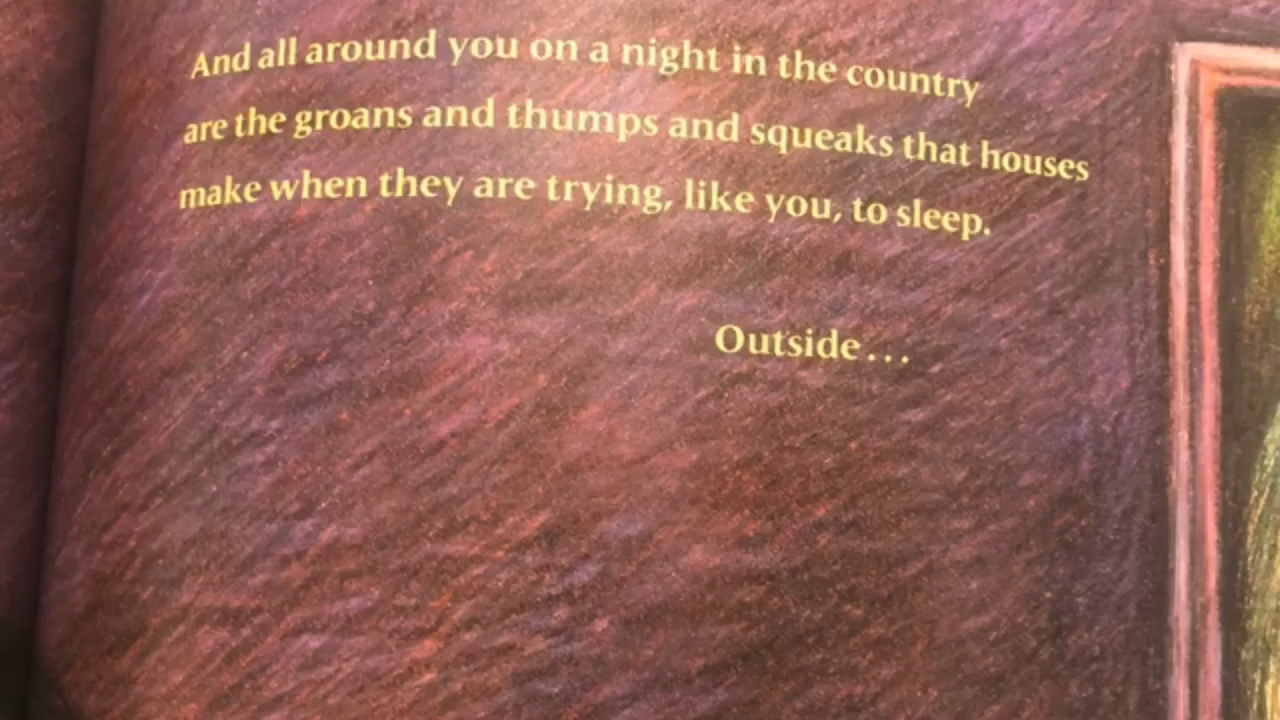 And all around you on a night in the country
are the groans and thumps and squeaks that houses
make when they are trying, like you, to sleep.
Outside...